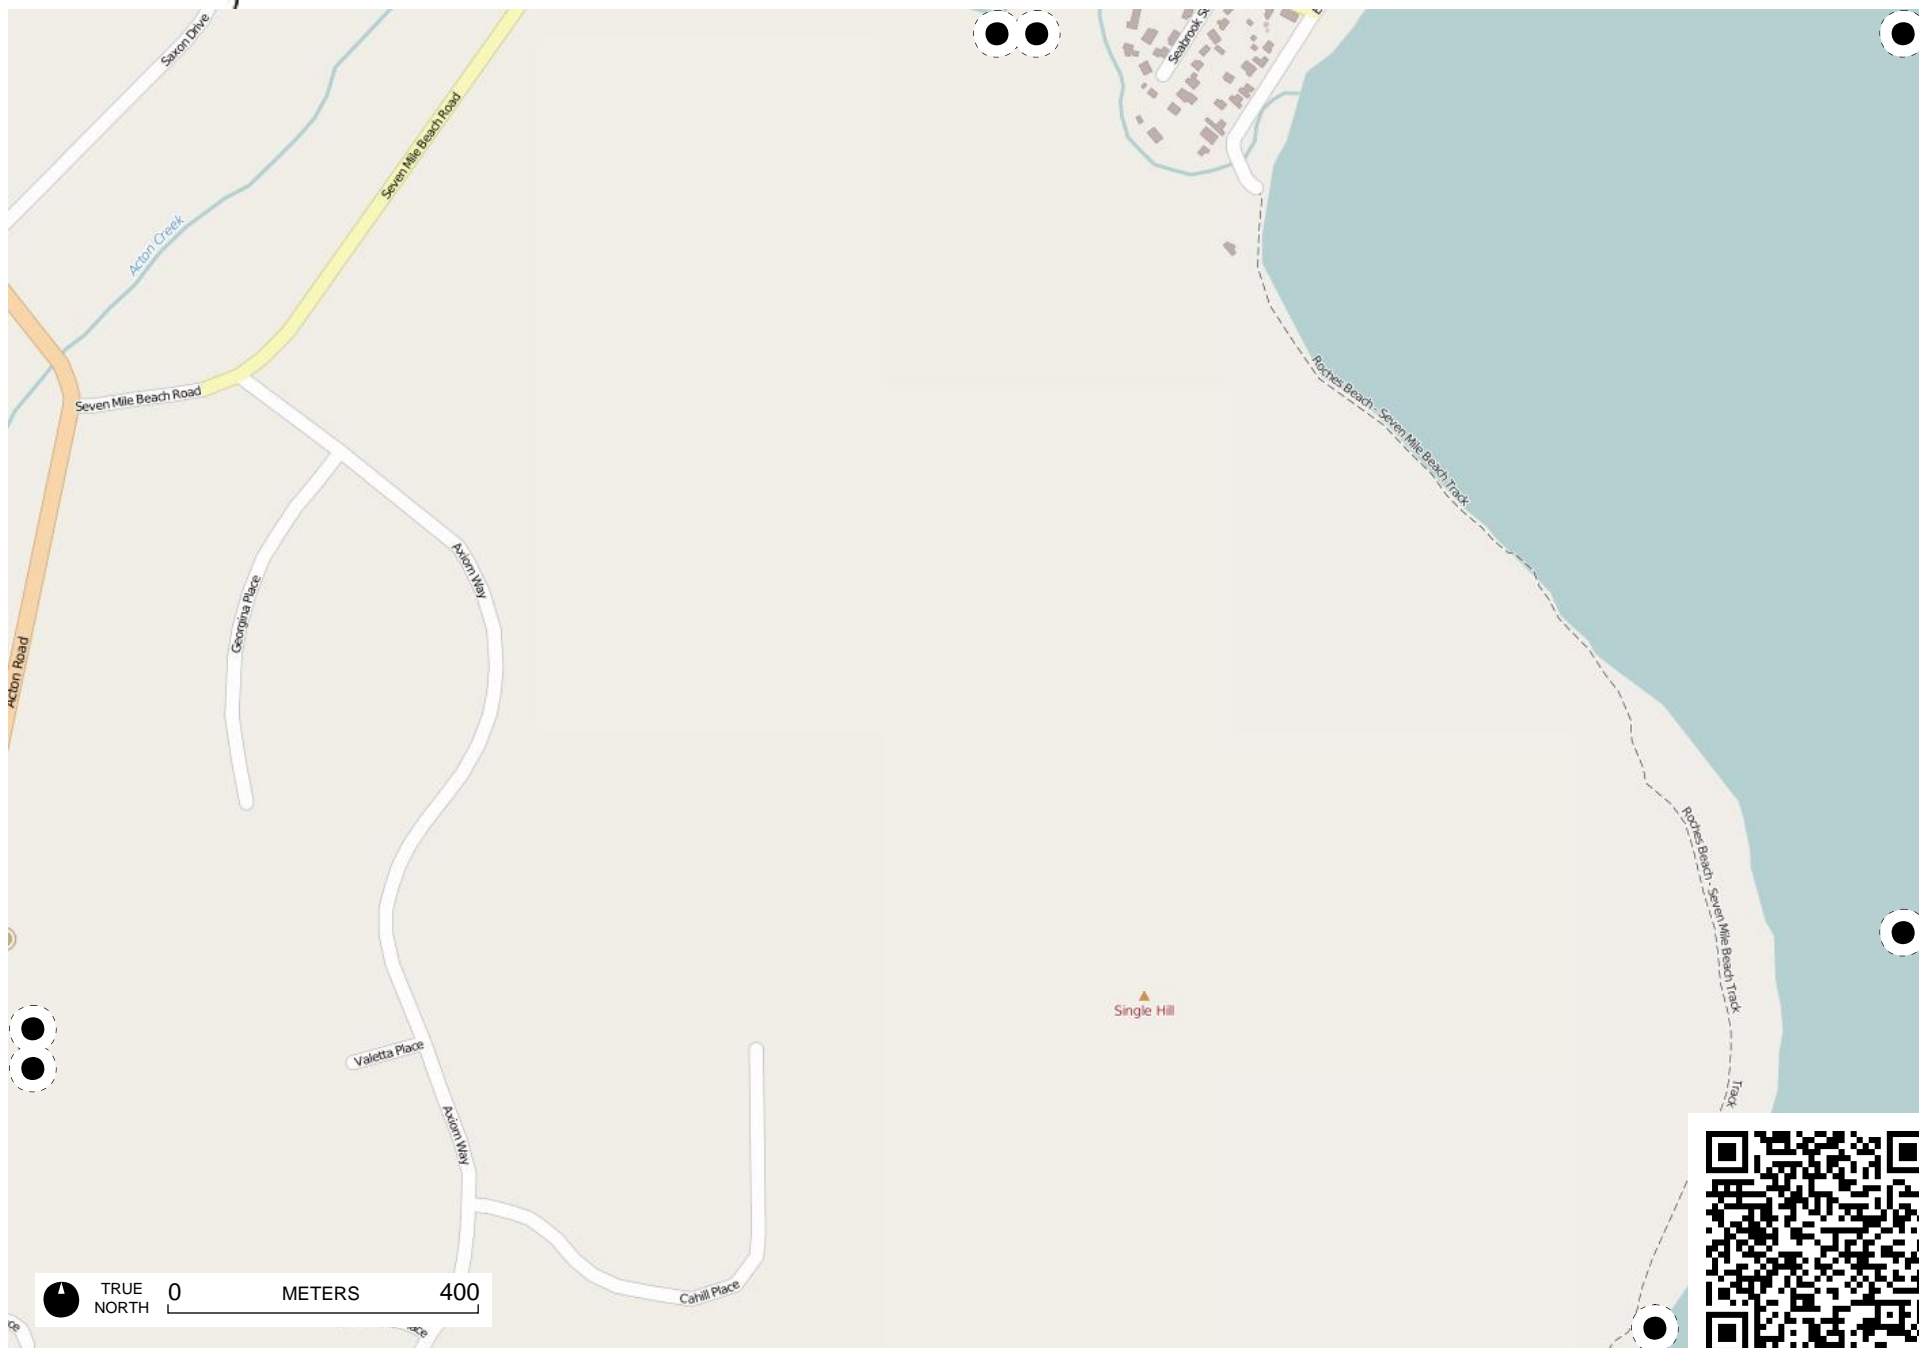 Saxon Drive
Seven Mile Beach Road
Acton Creek
Seven Mile Beach Road
Roches Beach - Seven Mile Beach Track
Axiom Way
Georgina Place
Acton Road
Roches Beach - Seven Mile Beach Track
Single Hill
Valetta Place
Track
Axiom Way
Cahill Place
TRUE
NORTH
0 METERS 400